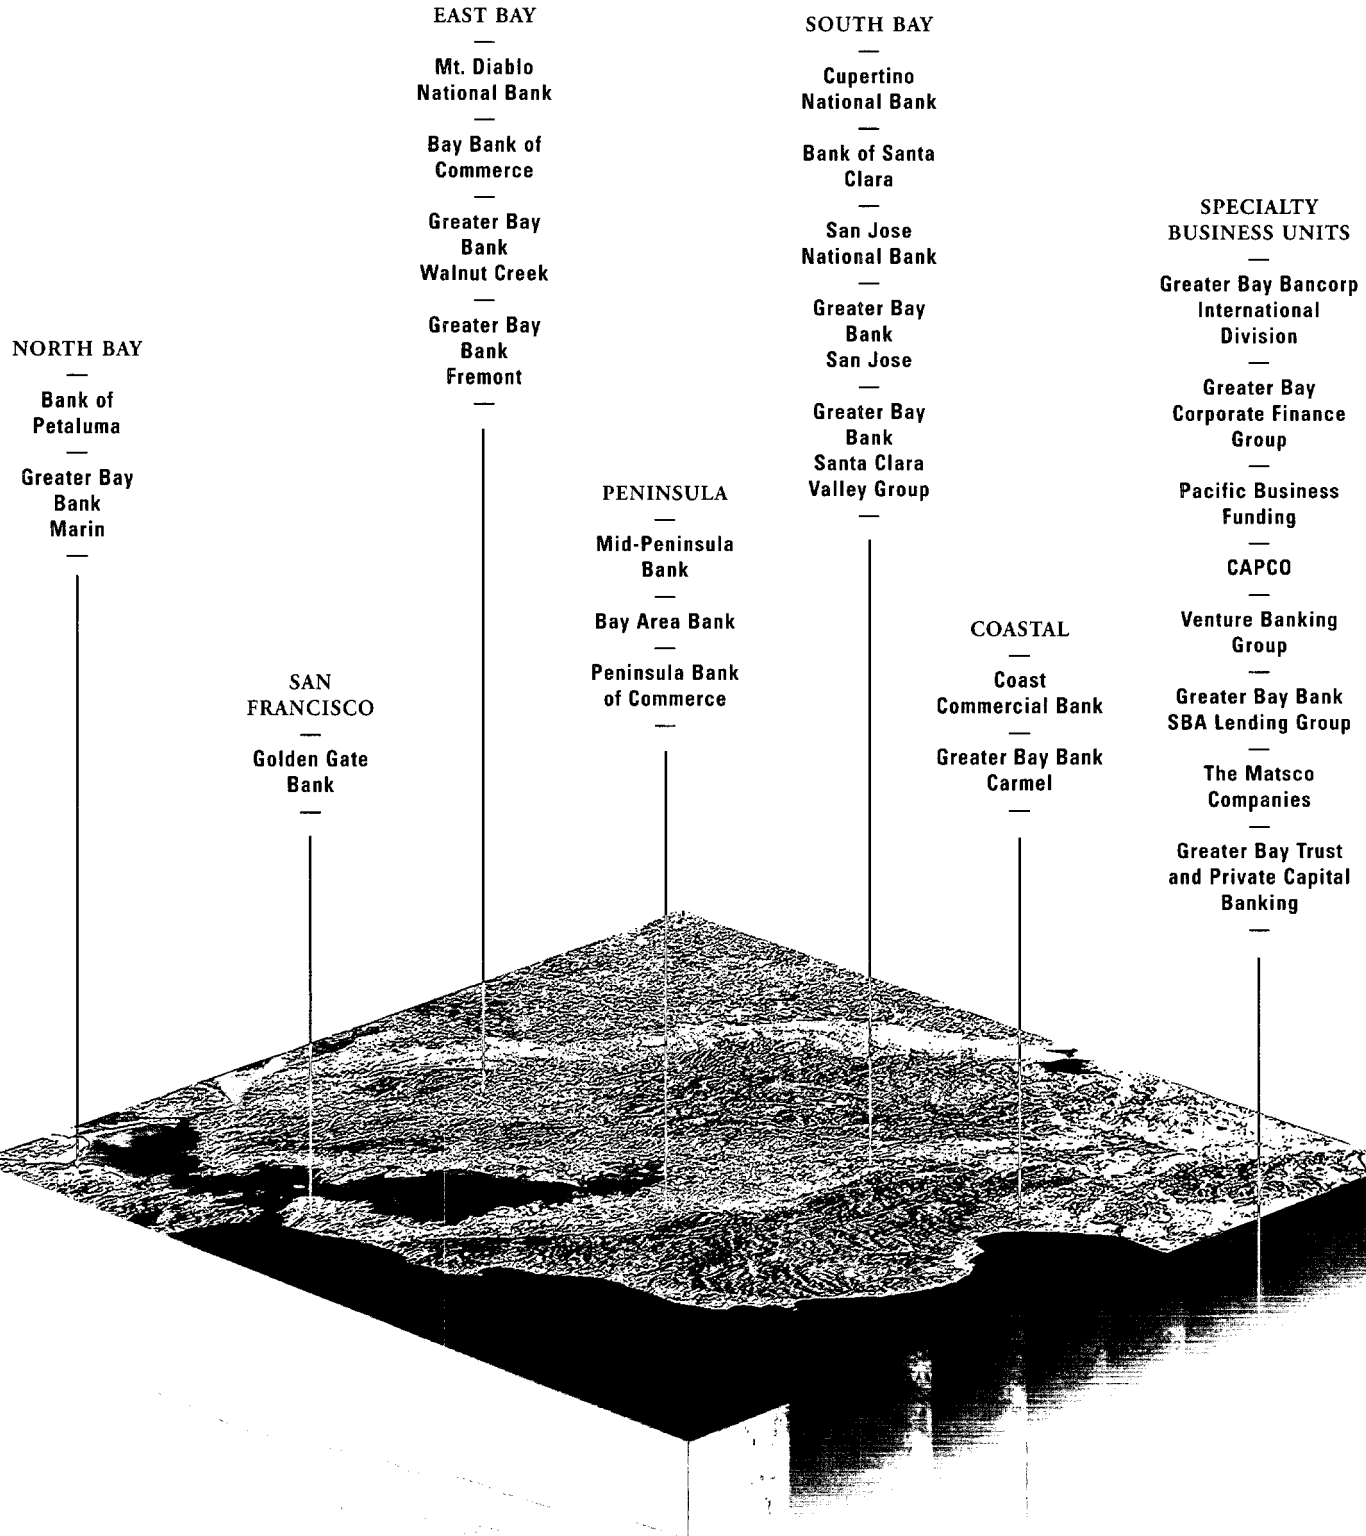 NORTH BAY
Bank of
Petaluma
Greater Bay
Bank
Marin
SAN
FRANCISCO
Golden Gate
Bank
EAST BAY
Mt. Diablo
National Bank
Bay Bank of
Commerce
Greater Bay
Bank
Walnut Creek
Greater Bay
Bank
Fremont
PENINSULA
Mid-Peninsula
Bank
Bay Area Bank
Peninsula Bank
of Commerce
SOUTH BAY
Cupertino
National Bank
Bank of Santa
Clara
San Jose
National Bank
Greater Bay
Bank
San Jose
Greater Bay
Bank
Santa Clara
Valley Group
COASTAL
Coast
Commercial Bank
Greater Bay Bank
Carmel
SPECIALTY
BUSINESS UNITS
Greater Bay Bancorp
International
Division
Greater Bay
Corporate Finance
Group
Pacific Business
Funding
CAPCO
Venture Banking
Group
Greater Bay Bank
SBA Lending Group
The Matsco
Companies
Greater Bay Trust
and Private Capital
Banking